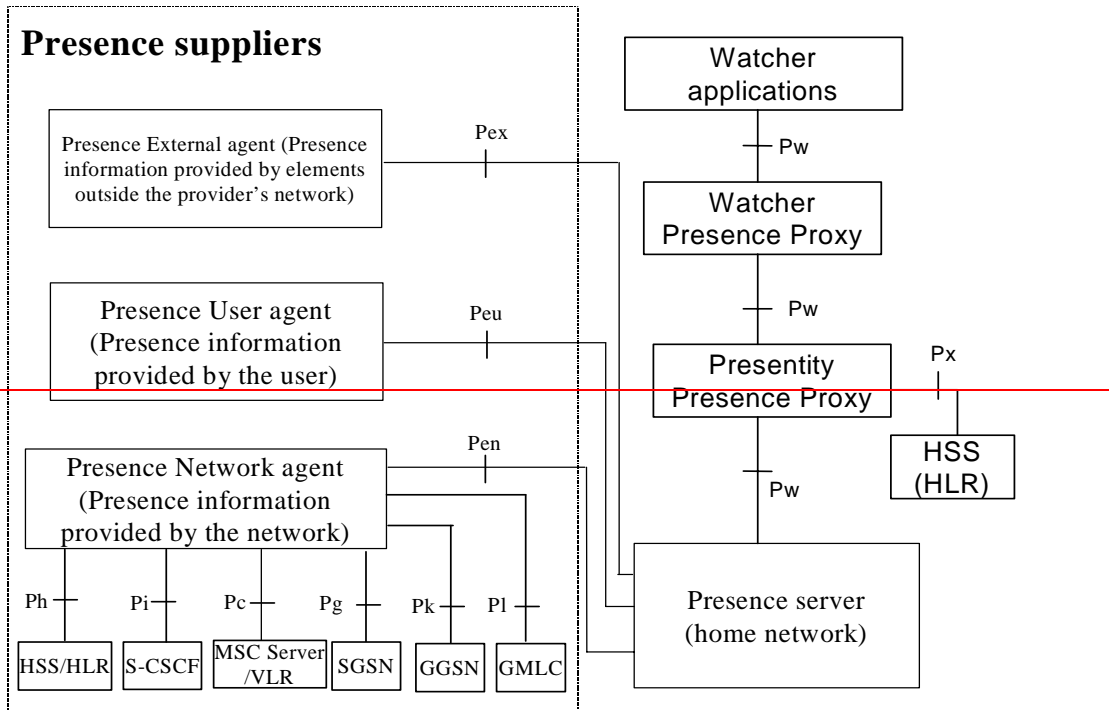 Presence suppliers
Presence External agent (Presence
information provided by elements
outside the provider's network)
Pex
Presence User agent
(Presence information
provided by the user)
Peu
Presence Network agent
(Presence information
provided by the network)
Pen
Ph
Pi
Pc
Pg
Pk
Pl
HSS/HLR
S-CSCF
MSC Server
/VLR
SGSN
GGSN
GMLC
Watcher
applications
Pw
Watcher
Presence Proxy
Pw
Presentity
Presence Proxy
Px
HSS
(HLR)
Pw
Presence server
(home network)